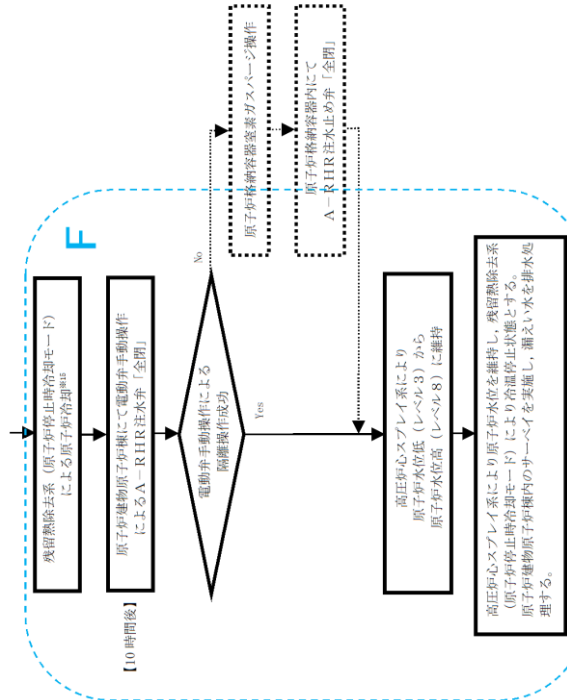 F
残留熱除去系（原子炉停止時冷却モード）
による原子炉冷却※15
原子炉建物原子炉棟にて電動弁手動操作
によるA－RHR注水弁「全閉」
【10時間後】
電動弁手動操作による
隔離操作成功
No
Yes
原子炉格納容器窒素ガスパージ操作
原子炉格納容器内にて
A－RHR注水止め弁「全閉」
高圧炉心スプレイ系により
原子炉水位低（レベル3）から
原子炉水位高（レベル8）に維持
高圧炉心スプレイ系により原子炉水位を維持し，残留熱除去系
（原子炉停止時冷却モード）により冷温停止状態とする。
原子炉建物原子炉棟内のサーベイを実施し，漏えい水を排水処
理する。